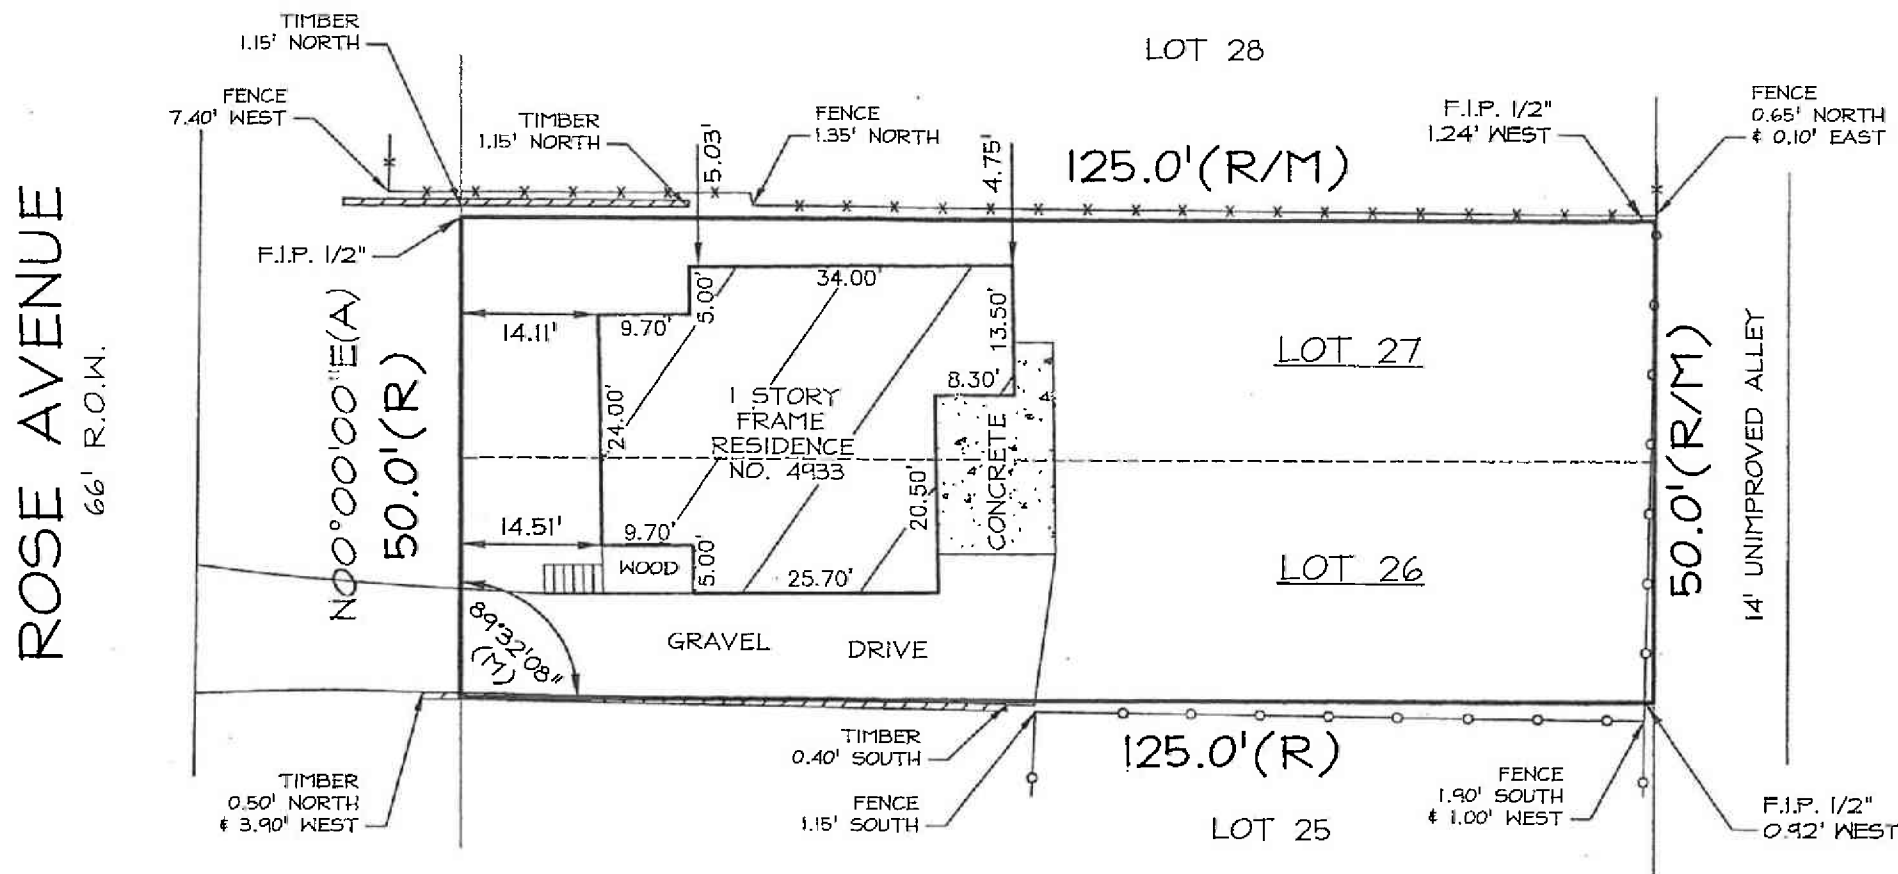 TIMBER
1.15' NORTH
LOT 28
FENCE
7.40' WEST
TIMBER
1.15' NORTH
5.03'
FENCE
1.35' NORTH
4.75'
125.0'(R/M)
F.I.P. 1/2"
1.24' WEST
FENCE
0.65' NORTH
& 0.10' EAST
ROSE AVENUE
66' R.O.W.
F.I.P. 1/2"
N00°00'00"E(A)
50.0'(R)
14.11'
9.70'
5.00'
34.00'
13.50'
8.30'
24.00'
1 STORY
FRAME
RESIDENCE
NO. 4933
20.50'
CONCRETE
LOT 27
50.0'(R/M)
14' UNIMPROVED ALLEY
14.51'
9.70'
WOOD
5.00'
25.70'
LOT 26
89°32'08"
(M)
GRAVEL DRIVE
TIMBER
0.50' NORTH
& 3.90' WEST
TIMBER
0.40' SOUTH
FENCE
1.15' SOUTH
125.0'(R)
LOT 25
FENCE
1.90' SOUTH
& 1.00' WEST
F.I.P. 1/2"
0.92' WEST